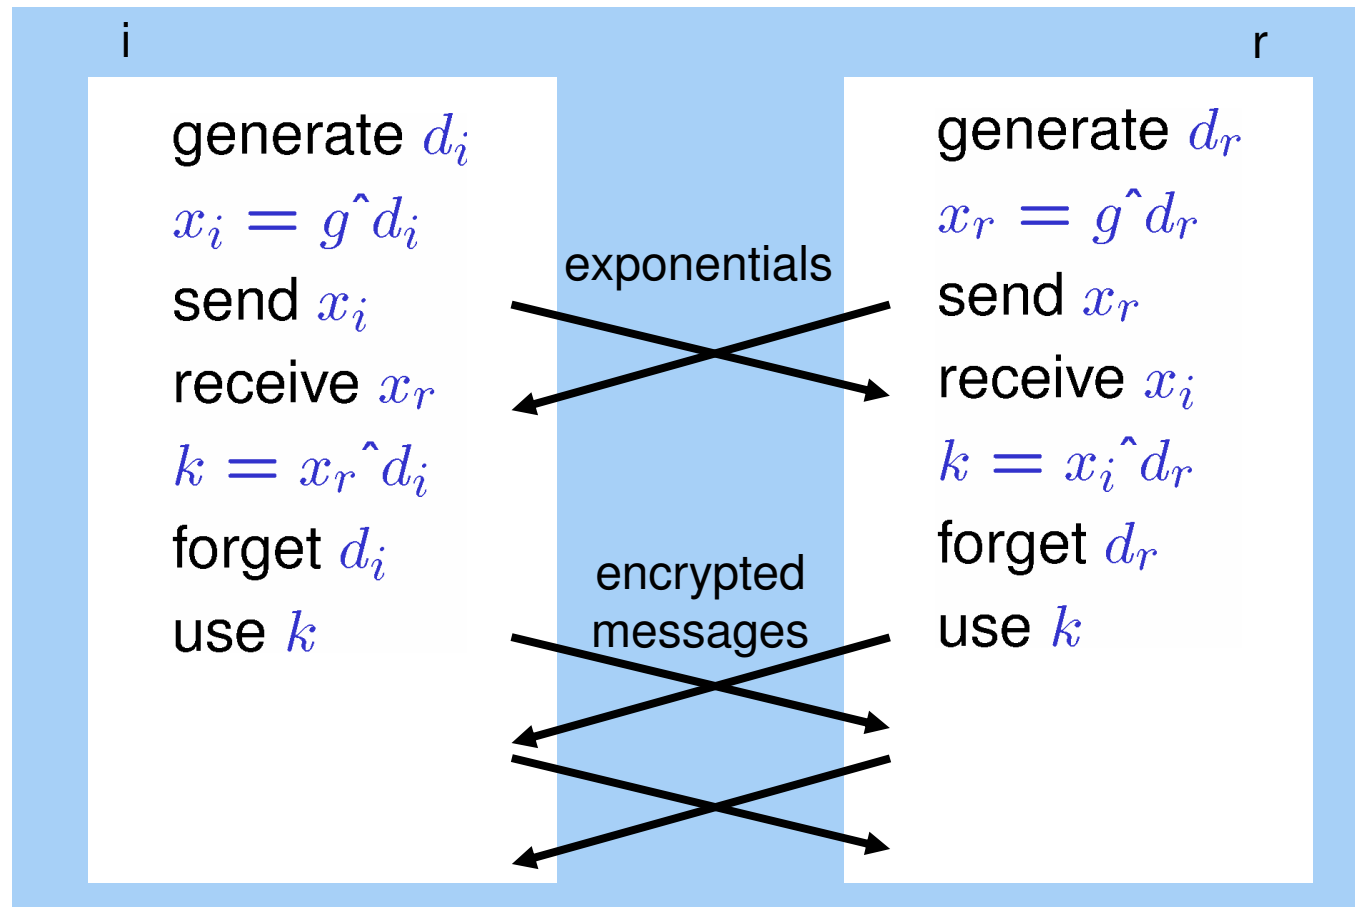 i
r
generate d_i
x_i = g^d_i
send x_i
receive x_r
k = x_r^d_i
forget d_i
use k
exponentials
encrypted
messages
generate d_r
x_r = g^d_r
send x_r
receive x_i
k = x_i^d_r
forget d_r
use k